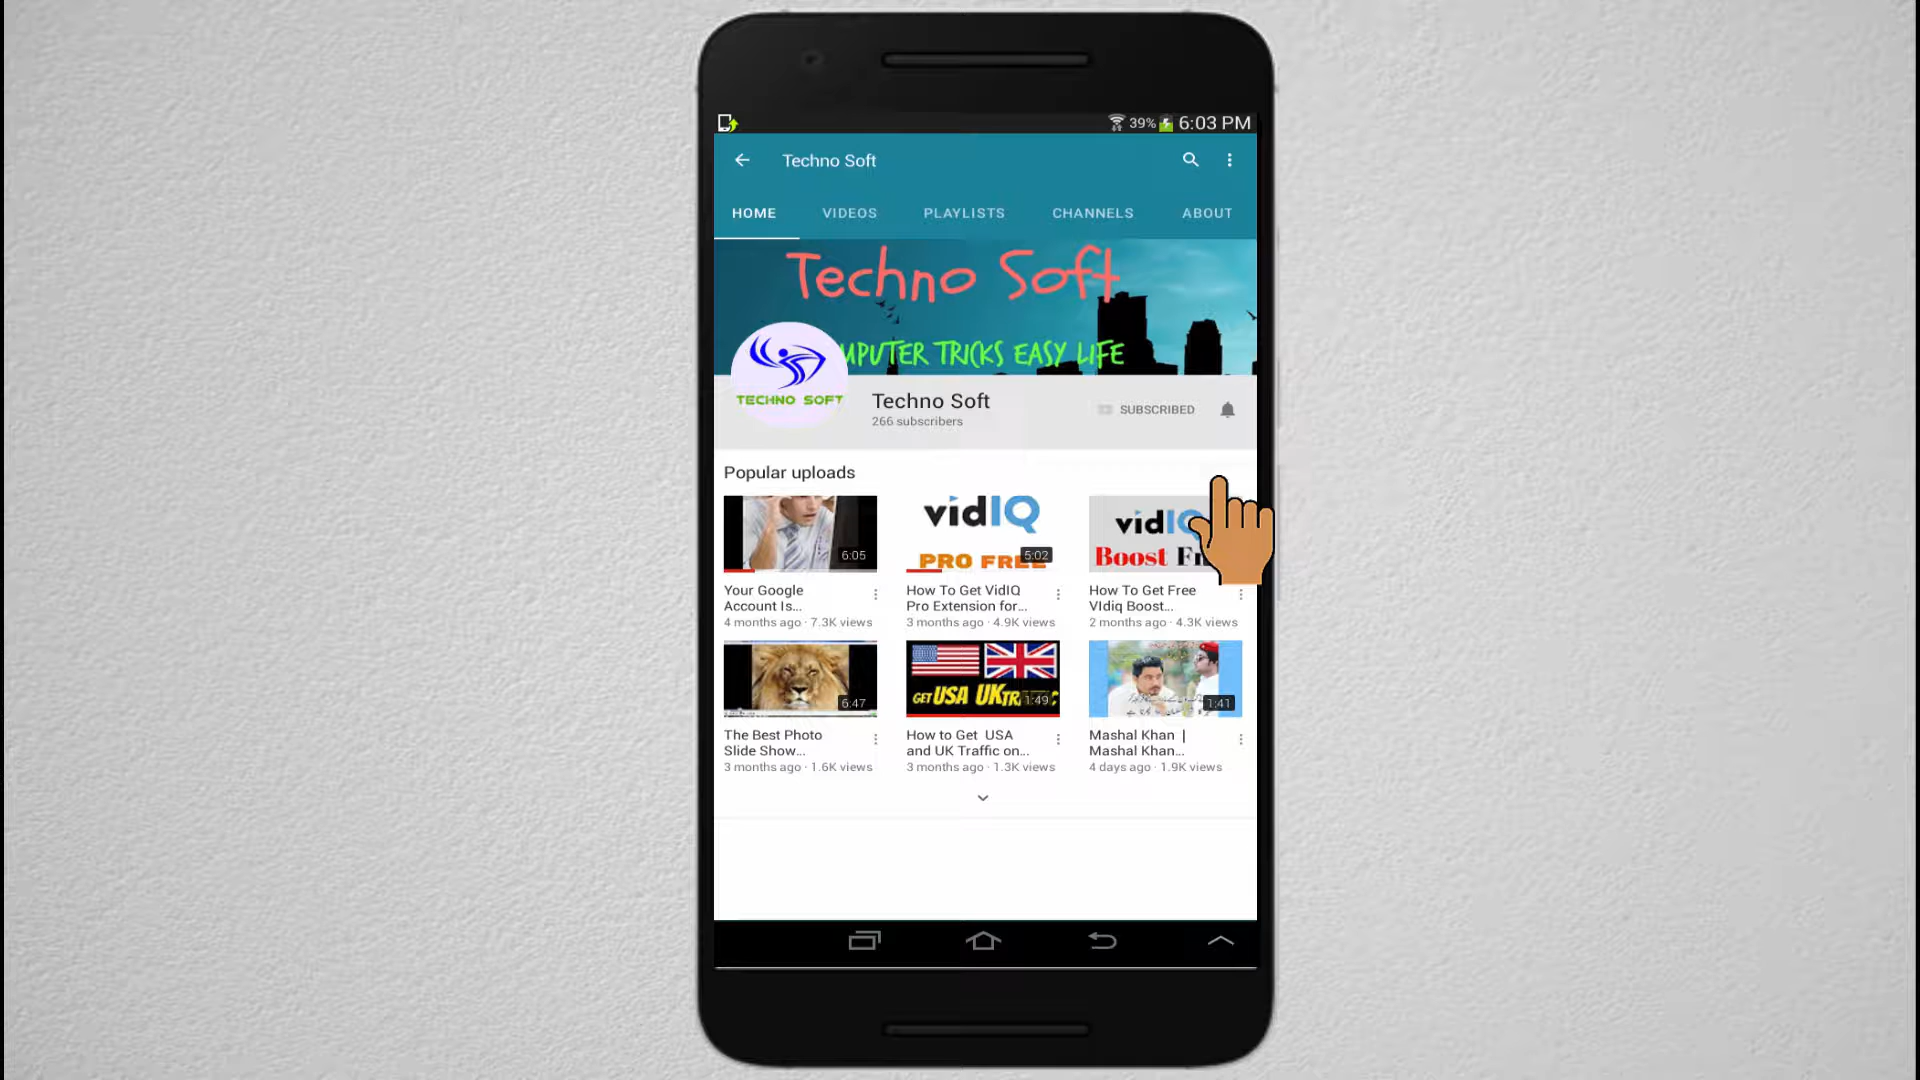 39% 6:03 PM
Techno Soft
HOME VIDEOS PLAYLISTS CHANNELS ABOUT
Techno Soft
MPUTER TRICKS EASY LIFE
TECHNO SOFT
Techno Soft
266 subscribers
SUBSCRIBED
Popular uploads
6:05
vidIQ
PRO FREE
5:02
vidIQ
Boost Fr
Your Google
Account Is...
4 months ago · 7.3K views
How To Get VidIQ
Pro Extension for...
3 months ago · 4.9K views
How To Get Free
VIdiq Boost...
2 months ago · 4.3K views
6:47
GET USA UK TRA
1:49
1:41
The Best Photo
Slide Show...
3 months ago · 1.6K views
How to Get USA
and UK Traffic on...
3 months ago · 1.3K views
Mashal Khan |
Mashal Khan...
4 days ago · 1.9K views